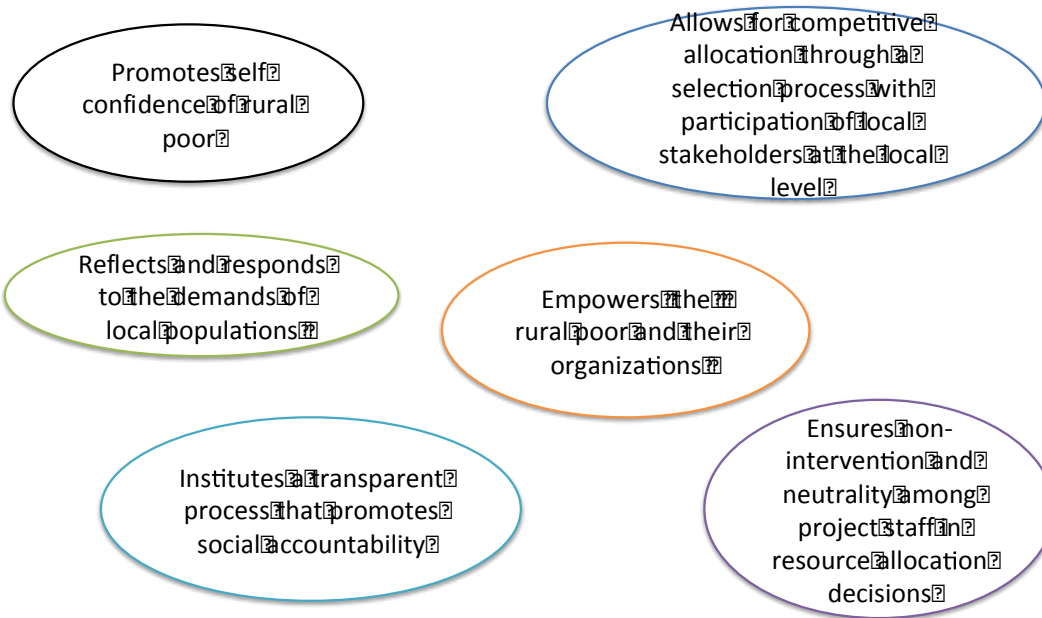 Promotes self
confidence of rural
poor
Allows for competitive
allocation through a
selection process with
participation of local
stakeholders at the local
level
Reflects and responds
to the demands of
local populations
Empowers the
rural poor and their
organizations
Institutes a transparent
process that promotes
social accountability
Ensures non-
intervention and
neutrality among
project staff in
resource allocation
decisions